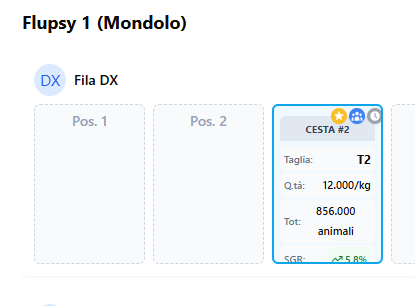 Flupsy 1 (Mondolo)
DX Fila DX
Pos. 1 Pos. 2
CESTA #2
Taglia: T2
Q.tà: 12.000/kg
Tot: 856.000 animali
SGR: 5.8%